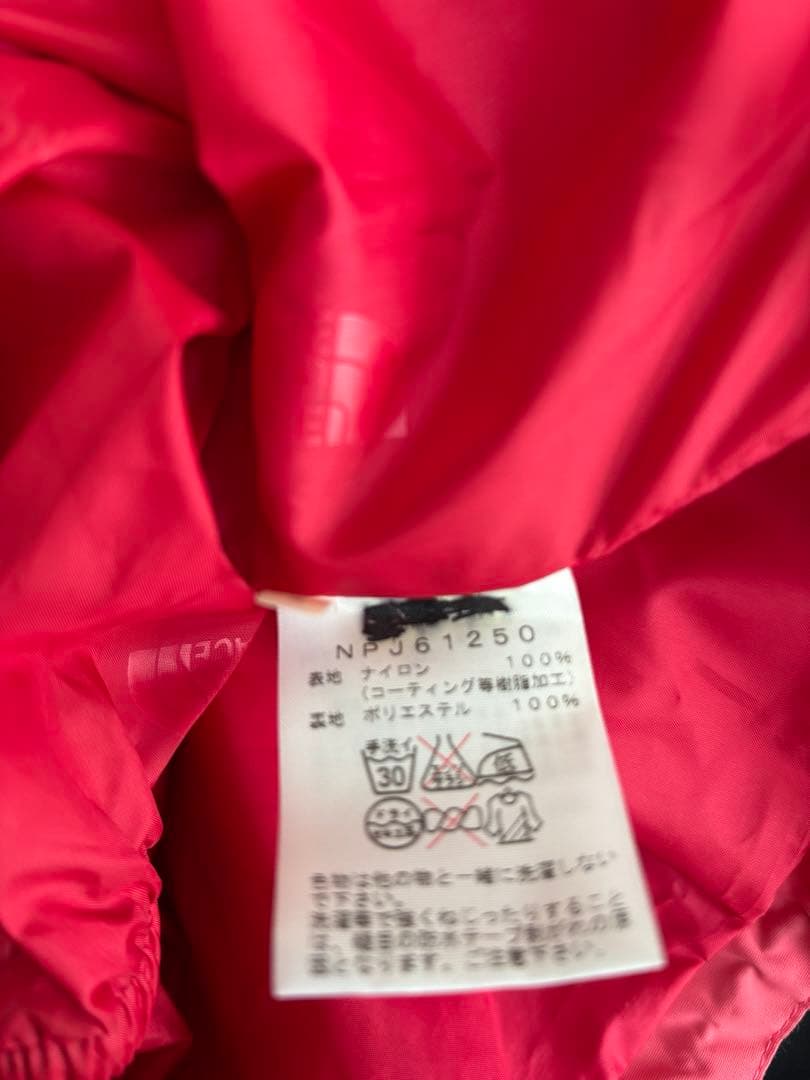 NPJ61250
表地 ナイロン 100%
(コーティング等樹脂加工)
裏地 ポリエステル 100%
手洗イ
30
低
色物は他の物と一緒に洗濯しない
で下さい。
洗濯等で強くねじったりすること
は、縫目の防水テープ剥がれの原
因となります。ご注意下さい。
ACE